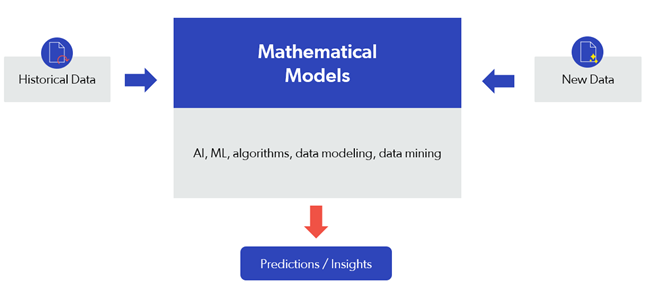 Mathematical
Models
Historical Data
New Data
AI, ML, algorithms, data modeling, data mining
Predictions / Insights